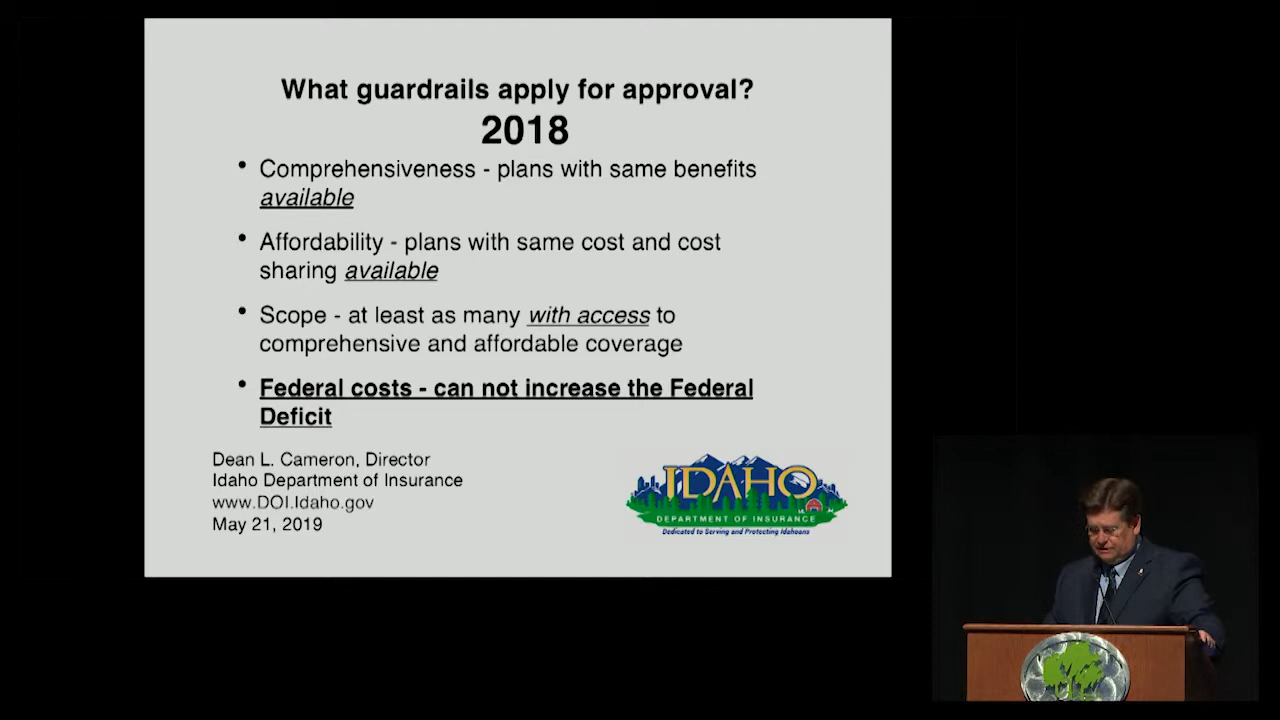 What guardrails apply for approval?
2018
• Comprehensiveness - plans with same benefits
available
• Affordability - plans with same cost and cost
sharing available
• Scope - at least as many with access to
comprehensive and affordable coverage
• Federal costs - can not increase the Federal
Deficit
Dean L. Cameron, Director
Idaho Department of Insurance
www.DOI.Idaho.gov
May 21, 2019
IDAHO
DEPARTMENT OF INSURANCE
Dedicated to Serving and Protecting Idahoans